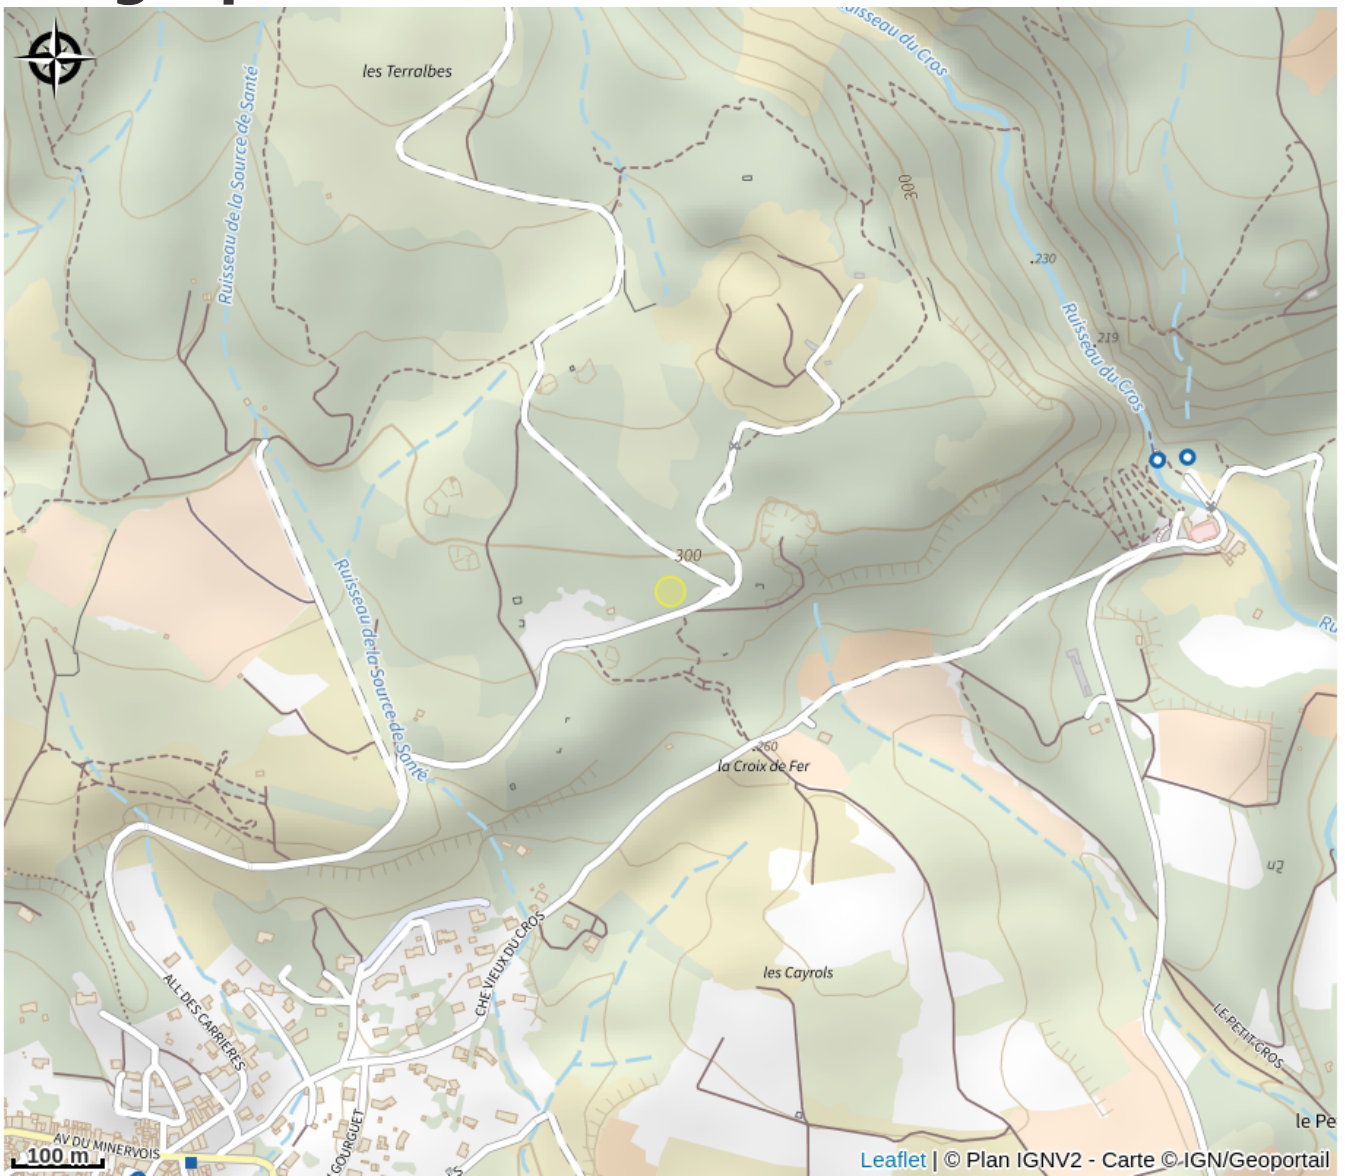 Ruisseau du Cros
les Terralbes
Ruisseau de la Source de Santé
300
.230
.219
Ruisseau du Cros
300
Ruisseau de la Source de Santé
Ru
.260
la Croix de Fer
CHE VIEUX DU CROS
les Cayrols
ALL DES CARRIERES
LE PETIT CROS
le Pe
GOURGUET
AV DU MINERVOIS
100 m
Leaflet | © Plan IGNV2 - Carte © IGN/Geoportail